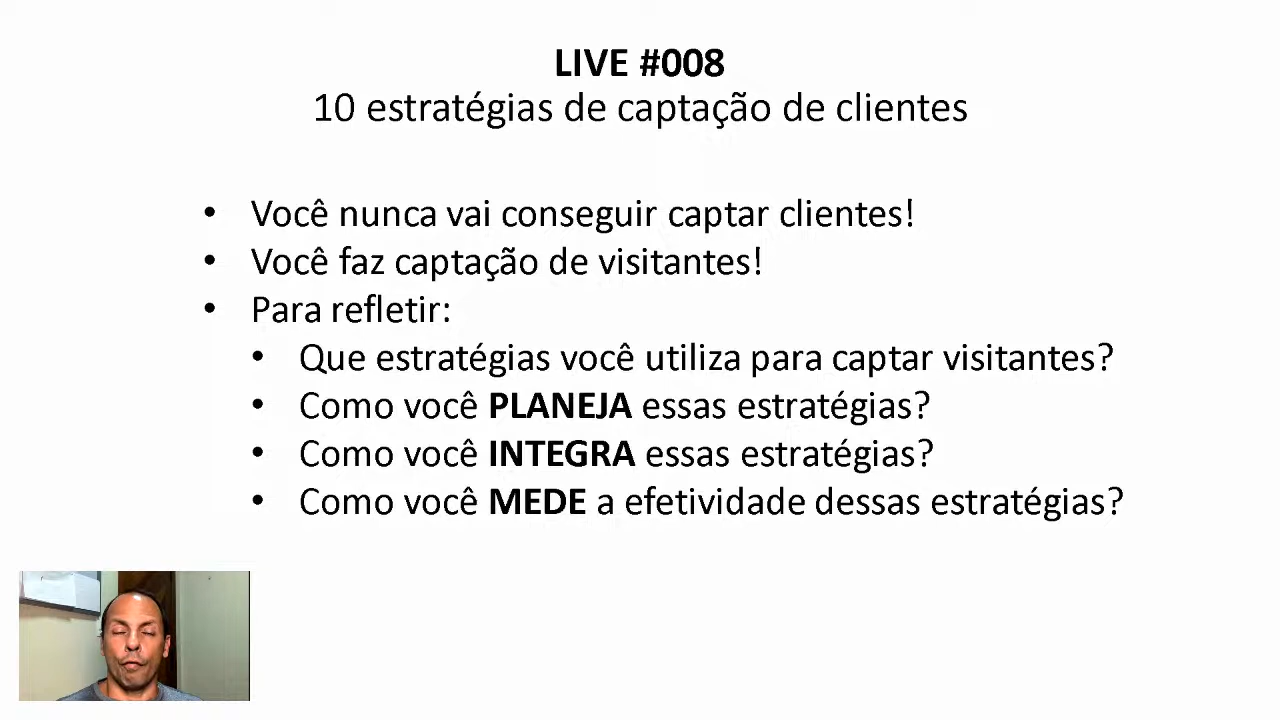 LIVE #008
10 estratégias de captação de clientes
• Você nunca vai conseguir captar clientes!
• Você faz captação de visitantes!
• Para refletir:
• Que estratégias você utiliza para captar visitantes?
• Como você PLANEJA essas estratégias?
• Como você INTEGRA essas estratégias?
• Como você MEDE a efetividade dessas estratégias?